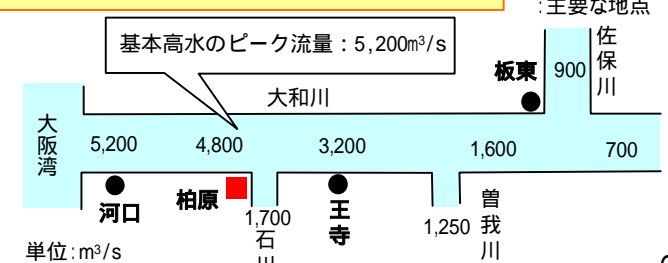 :主要な地点
基本高水のピーク流量：5,200m³/s
佐保川
板東
900
大和川
大阪湾
5,200
4,800
3,200
1,600
700
河口
柏原
1,700
石川
王寺
1,250
曽我川
単位：m³/s